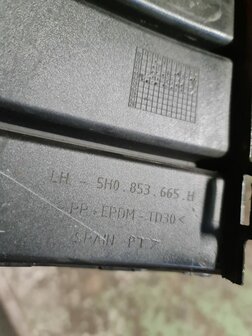 LH - 5H0.853.665.H
PP+EPDM-TD30<
SPAIN PT7